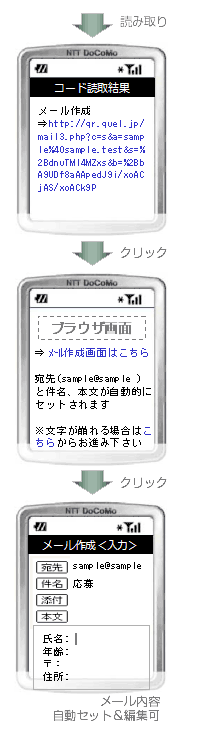 読み取り
NTT DoCoMo
コード読取結果
メール作成
⇒http://qr.quel.jp/
mail3.php?c=s&a=samp
le%40sample.test&s=%
2BdnuTMl4MZxs&b=%2Bb
A9UDf8aAApedJ9i/xoAC
jAS/xoACk9P
クリック
NTT DoCoMo
ブラウザ画面
⇒ メール作成画面はこちら
宛先(sample@sample )
と件名、本文が自動的に
セットされます
※文字が崩れる場合はこ
ちらからお進み下さい
クリック
NTT DoCoMo
メール作成<入力>
宛先 sample@sample
件名 応募
添付
本文
氏名:
年齢:
〒:
住所:
メール内容
自動セット&編集可